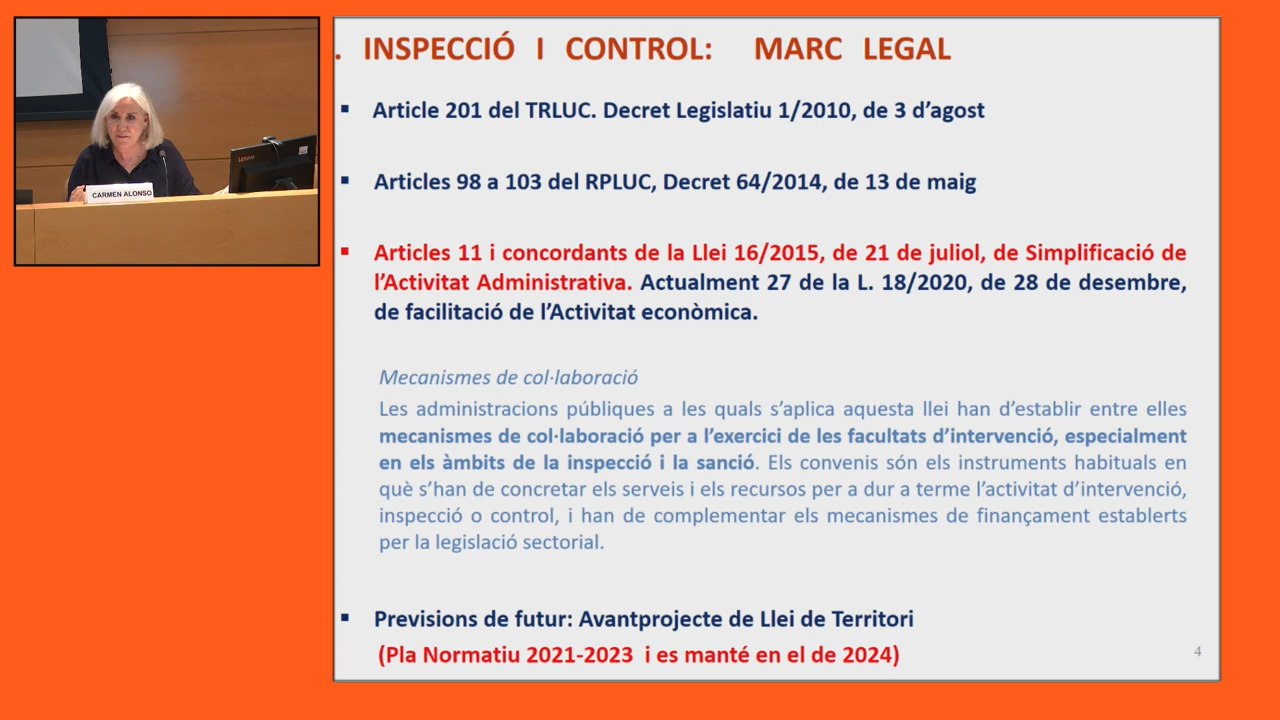 . INSPECCIÓ I CONTROL: MARC LEGAL
Article 201 del TRLUC. Decret Legislatiu 1/2010, de 3 d’agost
Articles 98 a 103 del RPLUC, Decret 64/2014, de 13 de maig
Articles 11 i concordants de la Llei 16/2015, de 21 de juliol, de Simplificació de
l’Activitat Administrativa. Actualment 27 de la L. 18/2020, de 28 de desembre,
de facilitació de l’Activitat econòmica.
Mecanismes de col·laboració
Les administracions públiques a les quals s’aplica aquesta llei han d’establir entre elles
mecanismes de col·laboració per a l’exercici de les facultats d’intervenció, especialment
en els àmbits de la inspecció i la sanció. Els convenis són els instruments habituals en
què s’han de concretar els serveis i els recursos per a dur a terme l’activitat d’intervenció,
inspecció o control, i han de complementar els mecanismes de finançament establerts
per la legislació sectorial.
Previsions de futur: Avantprojecte de Llei de Territori
(Pla Normatiu 2021-2023 i es manté en el de 2024)
4
CARMEN ALONSO
Lenovo